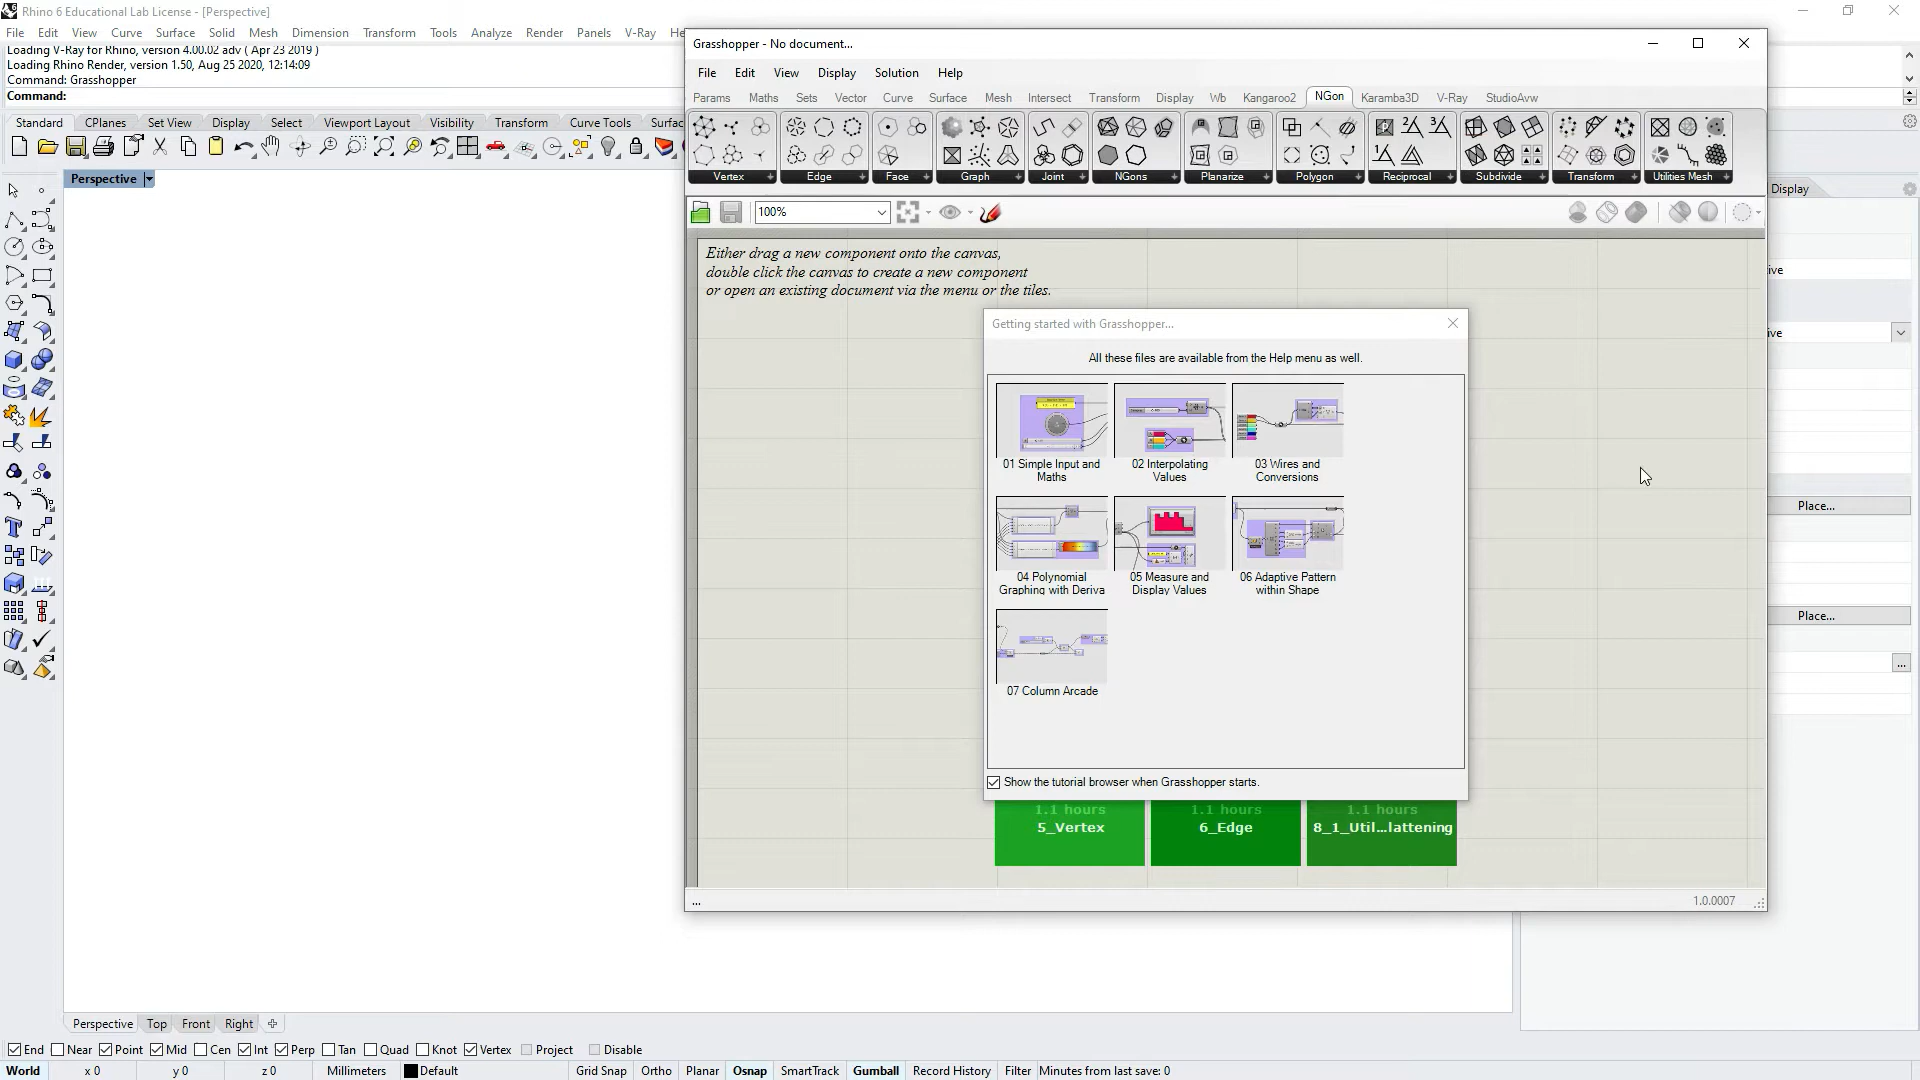 Rhino 6 Educational Lab License - [Perspective]
File Edit View Curve Surface Solid Mesh Dimension Transform Tools Analyze Render Panels V-Ray He
Loading V-Ray for Rhino, version 4.00.02 adv ( Apr 23 2019 )
Loading Rhino Render, version 1.50, Aug 25 2020, 12:14:09
Command: Grasshopper
Command:
Standard CPlanes Set View Display Select Viewport Layout Visibility Transform Curve Tools Surfac
Perspective
Grasshopper - No document...
File Edit View Display Solution Help
Params Maths Sets Vector Curve Surface Mesh Intersect Transform Display Wb Kangaroo2 NGon Karamba3D V-Ray StudioAvw
Vertex Edge Face Graph Joint NGons Planarize Polygon Reciprocal Subdivide Transform Utilities Mesh
100%
Either drag a new component onto the canvas,
double click the canvas to create a new component
or open an existing document via the menu or the tiles.
Getting started with Grasshopper...
All these files are available from the Help menu as well.
01 Simple Input and
Maths
02 Interpolating
Values
03 Wires and
Conversions
04 Polynomial
Graphing with Deriva
05 Measure and
Display Values
06 Adaptive Pattern
within Shape
07 Column Arcade
Show the tutorial browser when Grasshopper starts.
1.1 hours
5_Vertex
1.1 hours
6_Edge
1.1 hours
8_1_Util...lattening
...
1.0.0007
Display
ive
ive
Place...
Place...
...
Perspective Top Front Right
End Near Point Mid Cen Int Perp Tan Quad Knot Vertex Project Disable
World x 0 y 0 z 0 Millimeters Default Grid Snap Ortho Planar Osnap SmartTrack Gumball Record History Filter Minutes from last save: 0